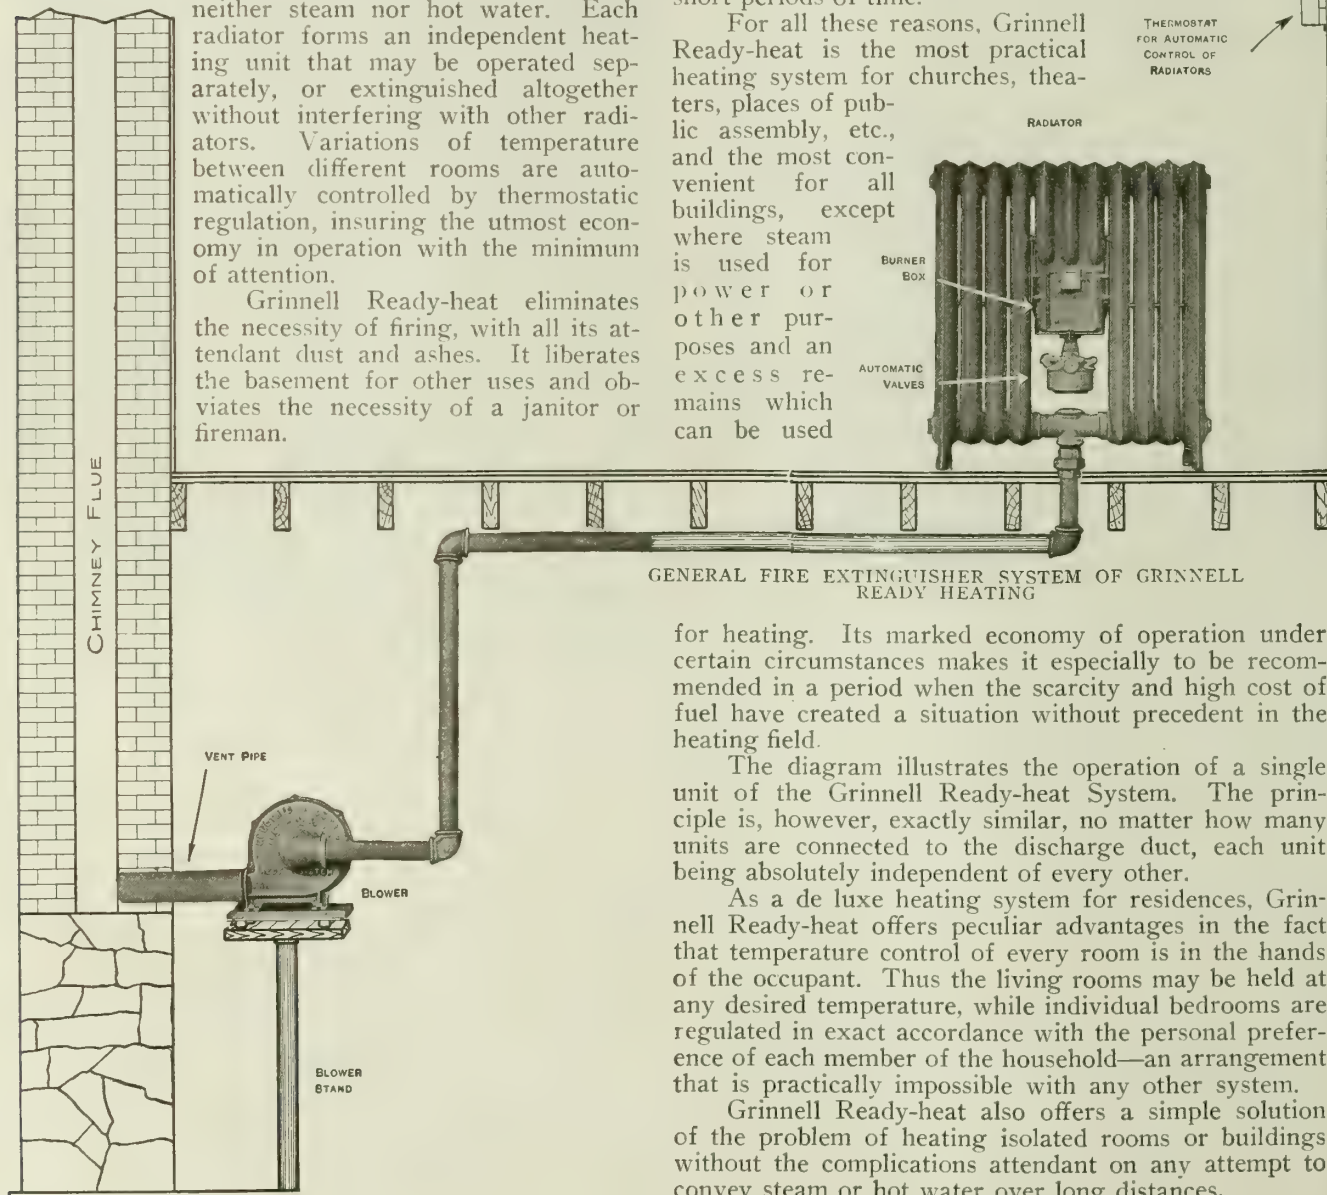 neither steam nor hot water. Each
radiator forms an independent heat-
ing unit that may be operated sep-
arately, or extinguished altogether
without interfering with other radi-
ators. Variations of temperature
between different rooms are auto-
matically controlled by thermostatic
regulation, insuring the utmost econ-
omy in operation with the minimum
of attention.
Grinnell Ready-heat eliminates
the necessity of firing, with all its at-
tendant dust and ashes. It liberates
the basement for other uses and ob-
viates the necessity of a janitor or
fireman.
short periods of time.
For all these reasons, Grinnell
Ready-heat is the most practical
heating system for churches, thea-
ters, places of pub-
lic assembly, etc.,
and the most con-
venient for all
buildings, except
where steam
is used for
power or
other pur-
poses and an
excess re-
mains which
can be used
THERMOSTAT
FOR AUTOMATIC
CONTROL OF
RADIATORS
RADIATOR
BURNER
BOX
AUTOMATIC
VALVES
CHIMNEY FLUE
GENERAL FIRE EXTINGUISHER SYSTEM OF GRINNELL
READY HEATING
VENT PIPE
BLOWER
BLOWER
STAND
for heating. Its marked economy of operation under
certain circumstances makes it especially to be recom-
mended in a period when the scarcity and high cost of
fuel have created a situation without precedent in the
heating field.
The diagram illustrates the operation of a single
unit of the Grinnell Ready-heat System. The prin-
ciple is, however, exactly similar, no matter how many
units are connected to the discharge duct, each unit
being absolutely independent of every other.
As a de luxe heating system for residences, Grin-
nell Ready-heat offers peculiar advantages in the fact
that temperature control of every room is in the hands
of the occupant. Thus the living rooms may be held at
any desired temperature, while individual bedrooms are
regulated in exact accordance with the personal prefer-
ence of each member of the household—an arrangement
that is practically impossible with any other system.
Grinnell Ready-heat also offers a simple solution
of the problem of heating isolated rooms or buildings
without the complications attendant on any attempt to
convey steam or hot water over long distances.